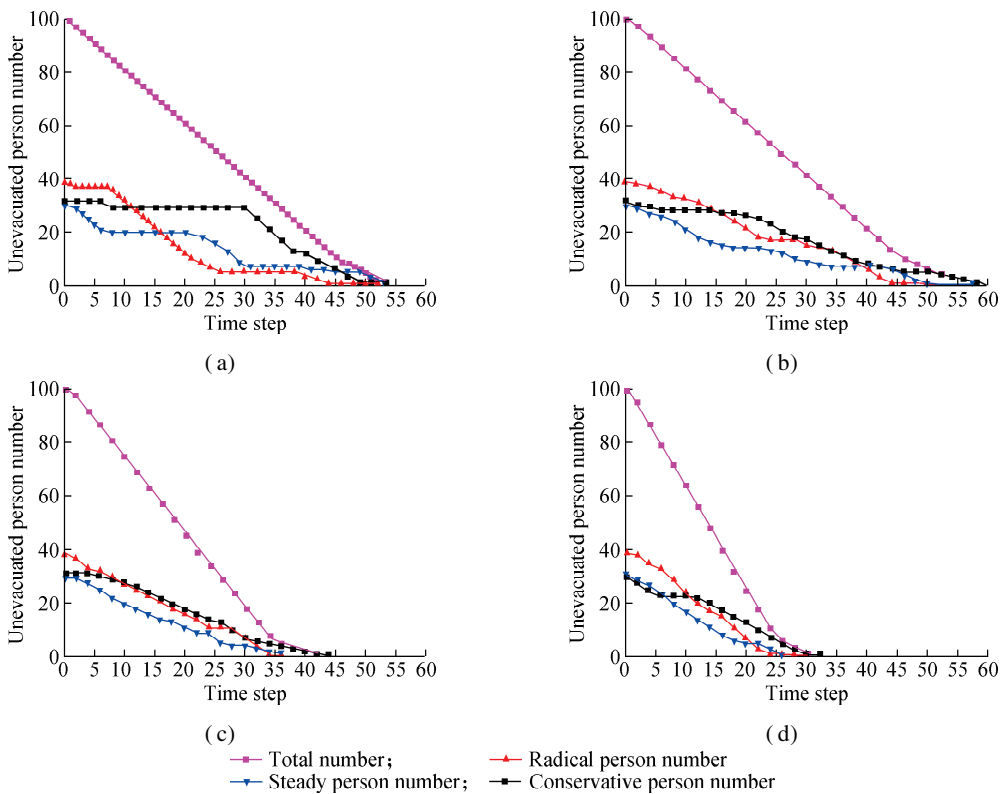 100
80
60
40
20
0
Unevacuated person number
0 5 10 15 20 25 30 35 40 45 50 55 60
Time step
(a)
100
80
60
40
20
0
Unevacuated person number
0 5 10 15 20 25 30 35 40 45 50 55 60
Time step
(b)
100
80
60
40
20
0
Unevacuated person number
0 5 10 15 20 25 30 35 40 45 50 55 60
Time step
(c)
100
80
60
40
20
0
Unevacuated person number
0 5 10 15 20 25 30 35 40 45 50 55 60
Time step
(d)
Total number; Radical person number
Steady person number; Conservative person number